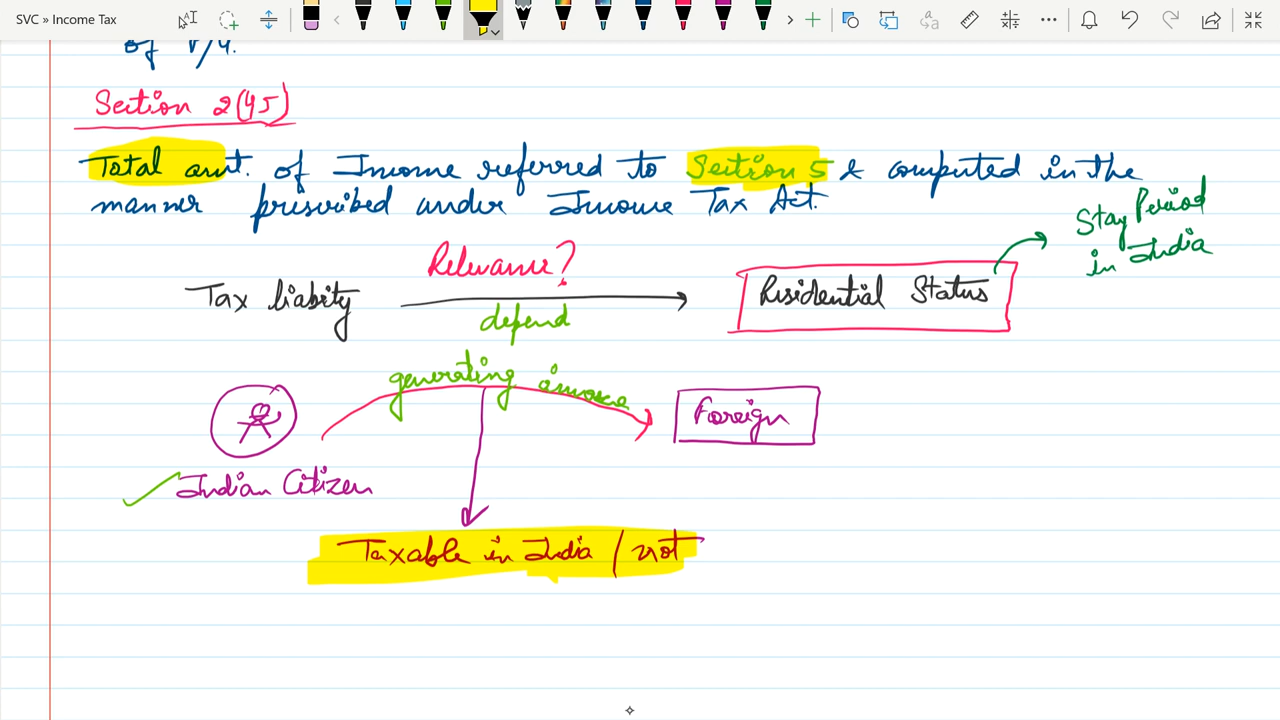 SVC » Income Tax
of V/4.
Section 2(45)
Total amt. of Income referred to Section 5 & computed in the
manner prescribed under Income Tax Act.
Stay Period
in India
Relevance?
Tax liabity
depend
Residential Status
generating income
Foreign
Indian Citizen
Taxable in India / not